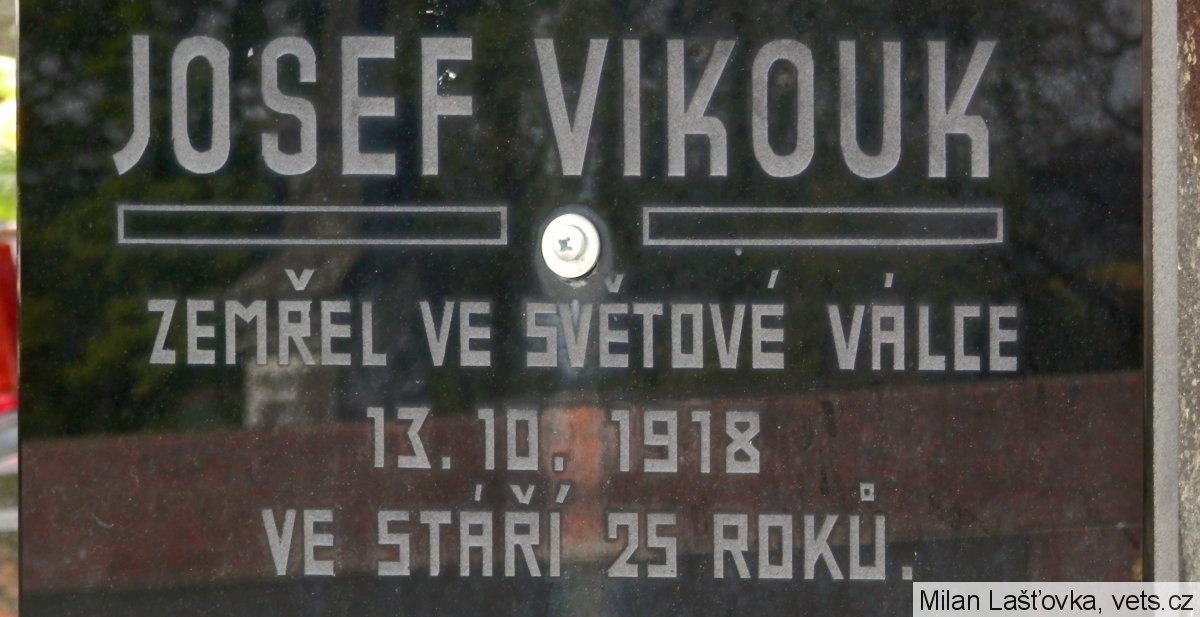 JOSEF VIKOUK
ZEMŘEL VE SVĚTOVÉ VÁLCE
13. 10. 1918
VE STÁŘÍ 25 ROKŮ.
Milan Lašťovka, vets.cz